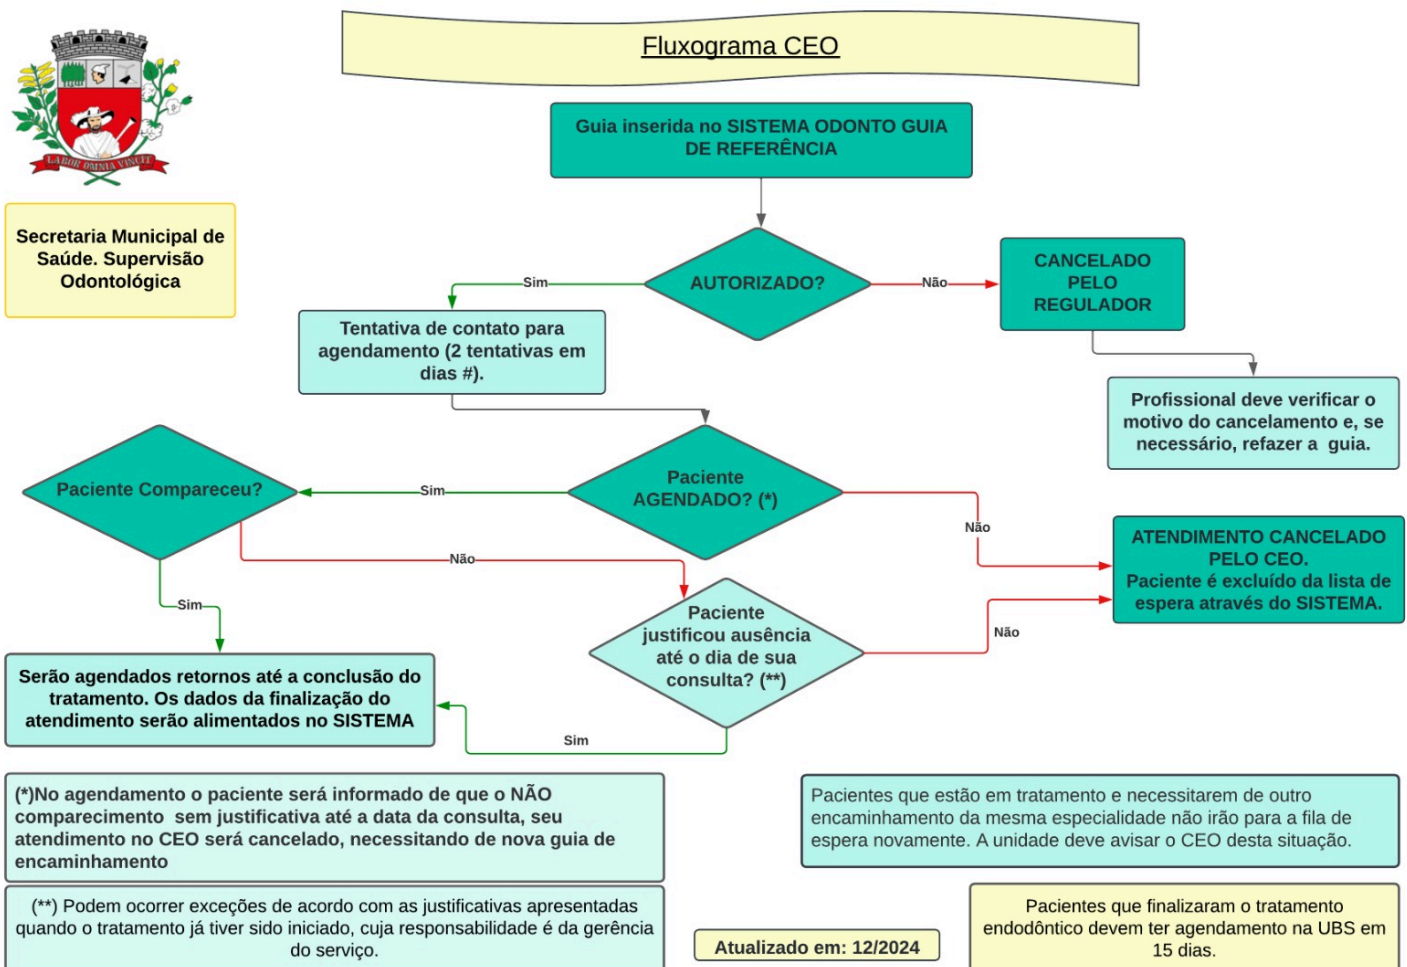 Fluxograma CEO
LABOR OMNIA VINCIT
Guia inserida no SISTEMA ODONTO GUIA
DE REFERÊNCIA
Secretaria Municipal de
Saúde. Supervisão
Odontológica
AUTORIZADO?
Sim
Não
CANCELADO
PELO
REGULADOR
Tentativa de contato para
agendamento (2 tentativas em
dias #).
Profissional deve verificar o
motivo do cancelamento e, se
necessário, refazer a  guia.
Paciente
AGENDADO? (*)
Sim
Não
Paciente Compareceu?
Não
Sim
ATENDIMENTO CANCELADO
PELO CEO.
Paciente é excluído da lista de
espera através do SISTEMA.
Paciente
justificou ausência
até o dia de sua
consulta? (**)
Não
Sim
Serão agendados retornos até a conclusão do
tratamento. Os dados da finalização do
atendimento serão alimentados no SISTEMA
(*)No agendamento o paciente será informado de que o NÃO
comparecimento  sem justificativa até a data da consulta, seu
atendimento no CEO será cancelado, necessitando de nova guia de
encaminhamento
Pacientes que estão em tratamento e necessitarem de outro
encaminhamento da mesma especialidade não irão para a fila de
espera novamente. A unidade deve avisar o CEO desta situação.
(**) Podem ocorrer exceções de acordo com as justificativas apresentadas
quando o tratamento já tiver sido iniciado, cuja responsabilidade é da gerência
do serviço.
Atualizado em: 12/2024
Pacientes que finalizaram o tratamento
endodôntico devem ter agendamento na UBS em
15 dias.